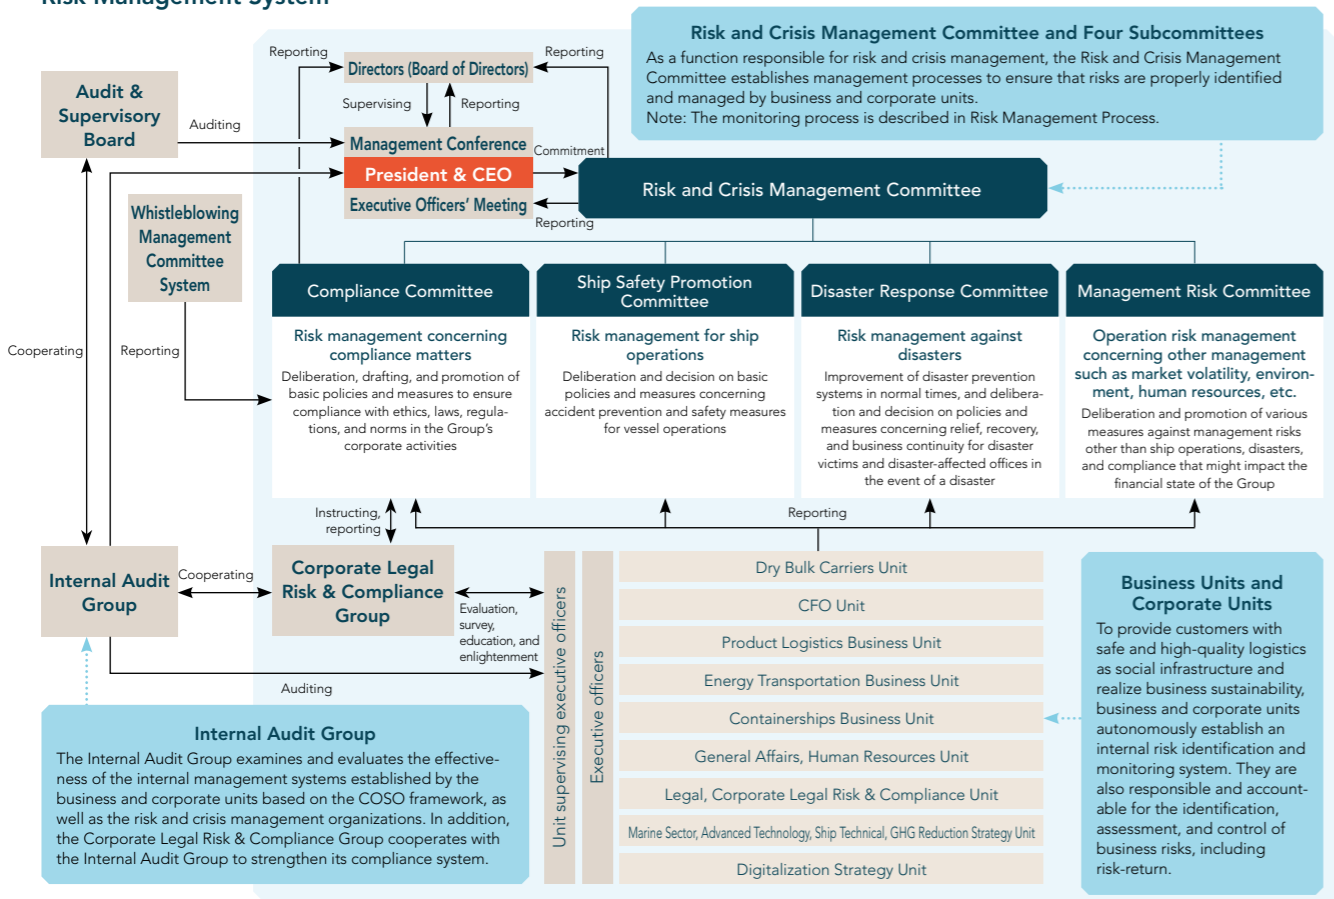 Risk Management System
Risk and Crisis Management Committee and Four Subcommittees
As a function responsible for risk and crisis management, the Risk and Crisis Management
Committee establishes management processes to ensure that risks are properly identified
and managed by business and corporate units.
Note: The monitoring process is described in Risk Management Process.
Reporting
Directors (Board of Directors)
Reporting
Supervising
Reporting
Audit &
Supervisory
Board
Auditing
Management Conference
President & CEO
Executive Officers' Meeting
Commitment
Reporting
Risk and Crisis Management Committee
Whistleblowing
Management
Committee
System
Cooperating
Reporting
Compliance Committee
Risk management concerning
compliance matters
Deliberation, drafting, and promotion of
basic policies and measures to ensure
compliance with ethics, laws, regula-
tions, and norms in the Group's
corporate activities
Ship Safety Promotion
Committee
Risk management for ship
operations
Deliberation and decision on basic
policies and measures concerning
accident prevention and safety measures
for vessel operations
Disaster Response Committee
Risk management against
disasters
Improvement of disaster prevention
systems in normal times, and delibera-
tion and decision on policies and
measures concerning relief, recovery,
and business continuity for disaster
victims and disaster-affected offices in
the event of a disaster
Management Risk Committee
Operation risk management
concerning other management
such as market volatility, environ-
ment, human resources, etc.
Deliberation and promotion of various
measures against management risks
other than ship operations, disasters,
and compliance that might impact the
financial state of the Group
Instructing,
reporting
Reporting
Internal Audit
Group
Cooperating
Corporate Legal
Risk & Compliance
Group
Evaluation,
survey,
education, and
enlightenment
Auditing
Unit supervising executive officers
Executive officers
Dry Bulk Carriers Unit
CFO Unit
Product Logistics Business Unit
Energy Transportation Business Unit
Containerships Business Unit
General Affairs, Human Resources Unit
Legal, Corporate Legal Risk & Compliance Unit
Marine Sector, Advanced Technology, Ship Technical, GHG Reduction Strategy Unit
Digitalization Strategy Unit
Business Units and
Corporate Units
To provide customers with
safe and high-quality logistics
as social infrastructure and
realize business sustainability,
business and corporate units
autonomously establish an
internal risk identification and
monitoring system. They are
also responsible and account-
able for the identification,
assessment, and control of
business risks, including
risk-return.
Internal Audit Group
The Internal Audit Group examines and evaluates the effective-
ness of the internal management systems established by the
business and corporate units based on the COSO framework, as
well as the risk and crisis management organizations. In addition,
the Corporate Legal Risk & Compliance Group cooperates with
the Internal Audit Group to strengthen its compliance system.